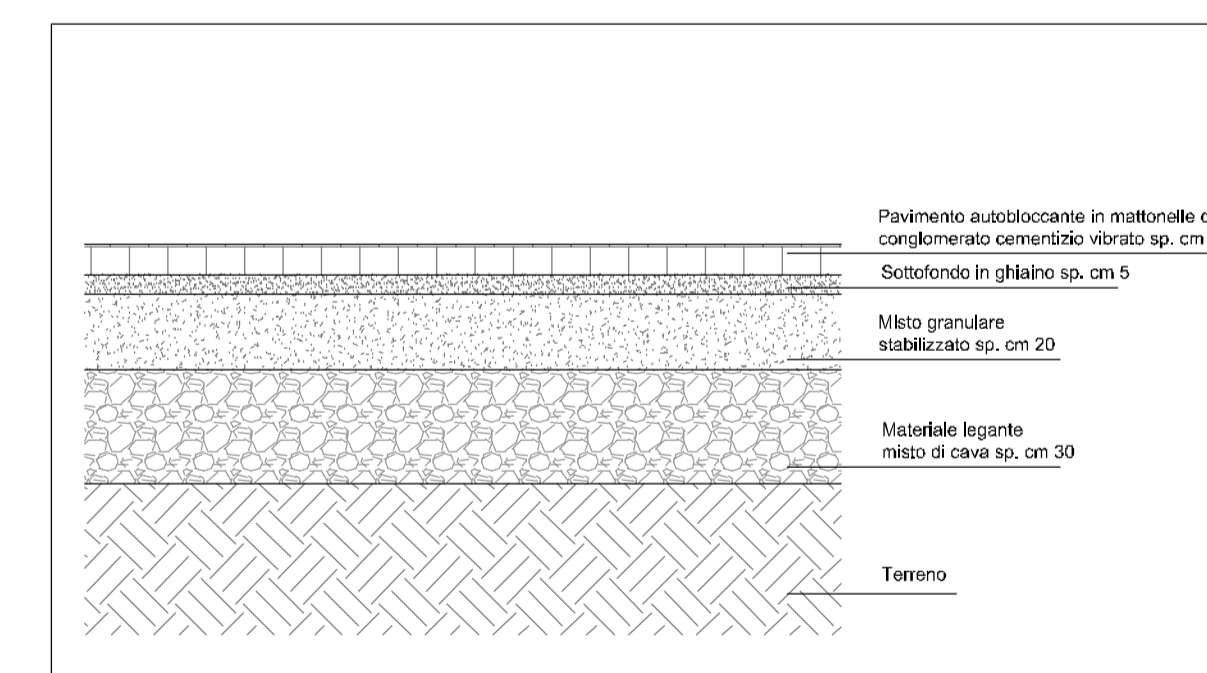 Pavimento autobloccante in mattonelle
conglomerato cementizio vibrato sp. cm
Sottofondo in ghiaino sp. cm 5
Misto granulare
stabilizzato sp. cm 20
Materiale legante
misto di cava sp. cm 30
Terreno